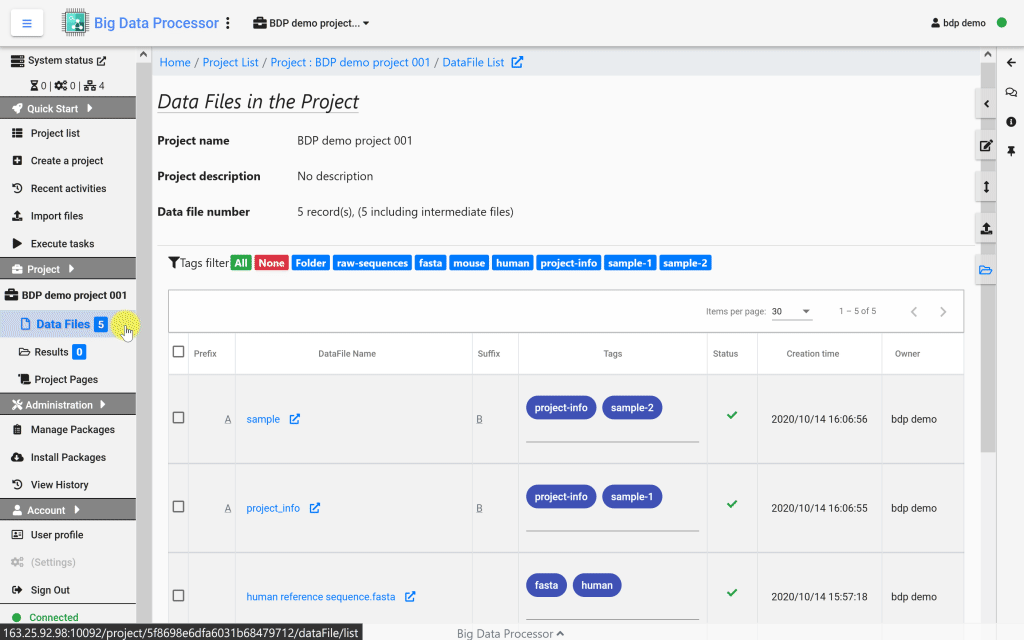 Big Data Processor
BDP demo project...
bdp demo
System status
0 | 0 | 4
Quick Start
Project list
Create a project
Recent activities
Import files
Execute tasks
Project
BDP demo project 001
Data Files 5
Results 0
Project Pages
Administration
Manage Packages
Install Packages
View History
Account
User profile
(Settings)
Sign Out
Connected
Home / Project List / Project : BDP demo project 001 / DataFile List
Data Files in the Project
Project name BDP demo project 001
Project description No description
Data file number 5 record(s), (5 including intermediate files)
Tags filter All None Folder raw-sequences fasta mouse human project-info sample-1 sample-2
Items per page: 30 1 – 5 of 5
Prefix DataFile Name Suffix Tags Status Creation time Owner
A sample B project-info sample-2 2020/10/14 16:06:56 bdp demo
A project_info B project-info sample-1 2020/10/14 16:06:55 bdp demo
human reference sequence.fasta fasta human 2020/10/14 15:57:18 bdp demo
163.25.92.98:10092/project/5f8698e6dfa6031b68479712/dataFile/list
Big Data Processor